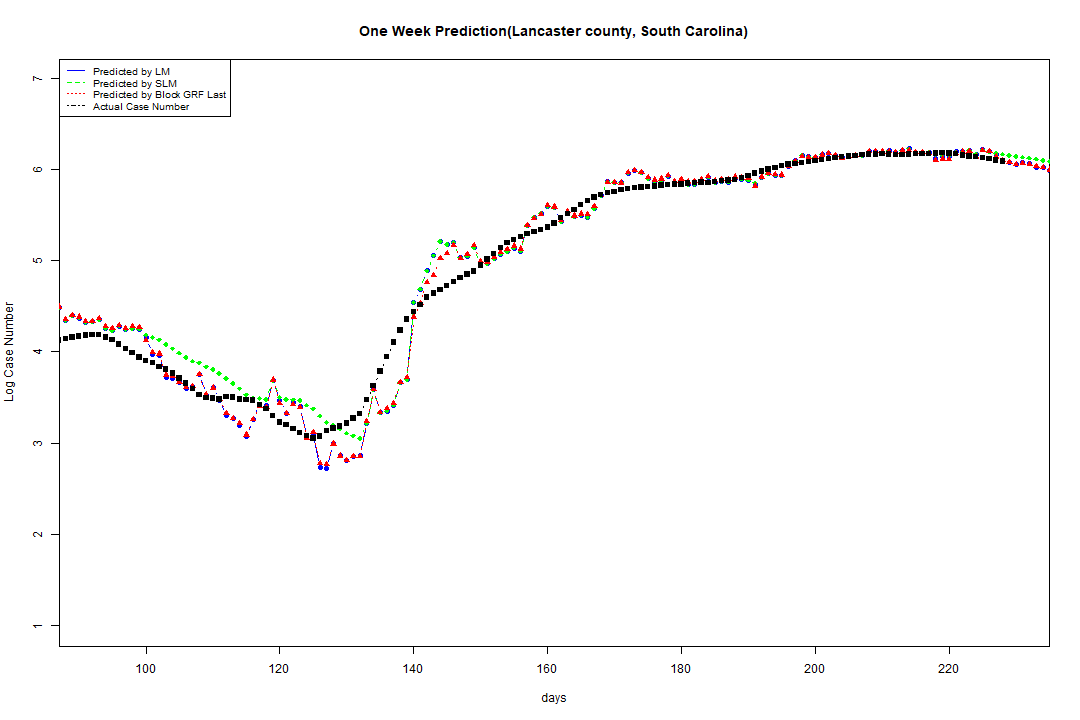 One Week Prediction(Lancaster county, South Carolina)
Predicted by LM
Predicted by SLM
Predicted by Block GRF Last
Actual Case Number
7
6
5
4
3
2
1
Log Case Number
100 120 140 160 180 200 220
days